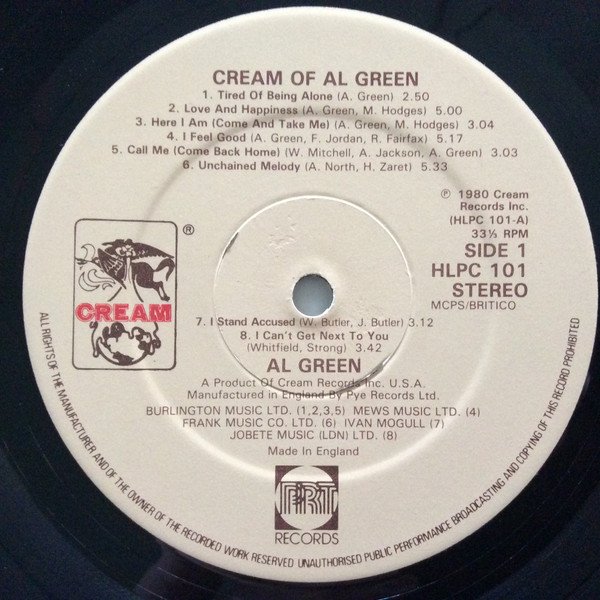 CREAM OF AL GREEN
1. Tired Of Being Alone (A. Green) 2.50
2. Love And Happiness (A. Green, M. Hodges) 5.00
3. Here I Am (Come And Take Me) (A. Green, M. Hodges) 3.04
4. I Feel Good (A. Green, F. Jordan, R. Fairfax) 5.17
5. Call Me (Come Back Home) (W. Mitchell, A. Jackson, A. Green) 3.03
6. Unchained Melody (A. North, H. Zaret) 5.33
℗ 1980 Cream
Records Inc.
(HLPC 101-A)
33⅓ RPM
SIDE 1
HLPC 101
STEREO
MCPS/BRITICO
®
CREAM
7. I Stand Accused (W. Butler, J. Butler) 3.12
8. I Can't Get Next To You
(Whitfield, Strong) 3.42
AL GREEN
A Product Of Cream Records Inc. U.S.A.
Manufactured in England By Pye Records Ltd.
BURLINGTON MUSIC LTD. (1,2,3,5) MEWS MUSIC LTD. (4)
FRANK MUSIC CO. LTD. (6) IVAN MOGULL (7)
JOBETE MUSIC (LDN) LTD. (8)
Made In England
PRT
RECORDS
ALL RIGHTS OF THE MANUFACTURER AND OF THE OWNER OF THE RECORDED WORK RESERVED UNAUTHORISED PUBLIC PERFORMANCE BROADCASTING AND COPYING OF THIS RECORD PROHIBITED